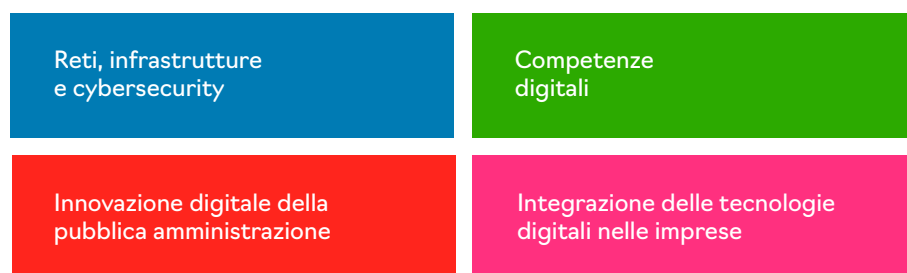 Reti, infrastrutture
e cybersecurity
Competenze
digitali
Innovazione digitale della
pubblica amministrazione
Integrazione delle tecnologie
digitali nelle imprese